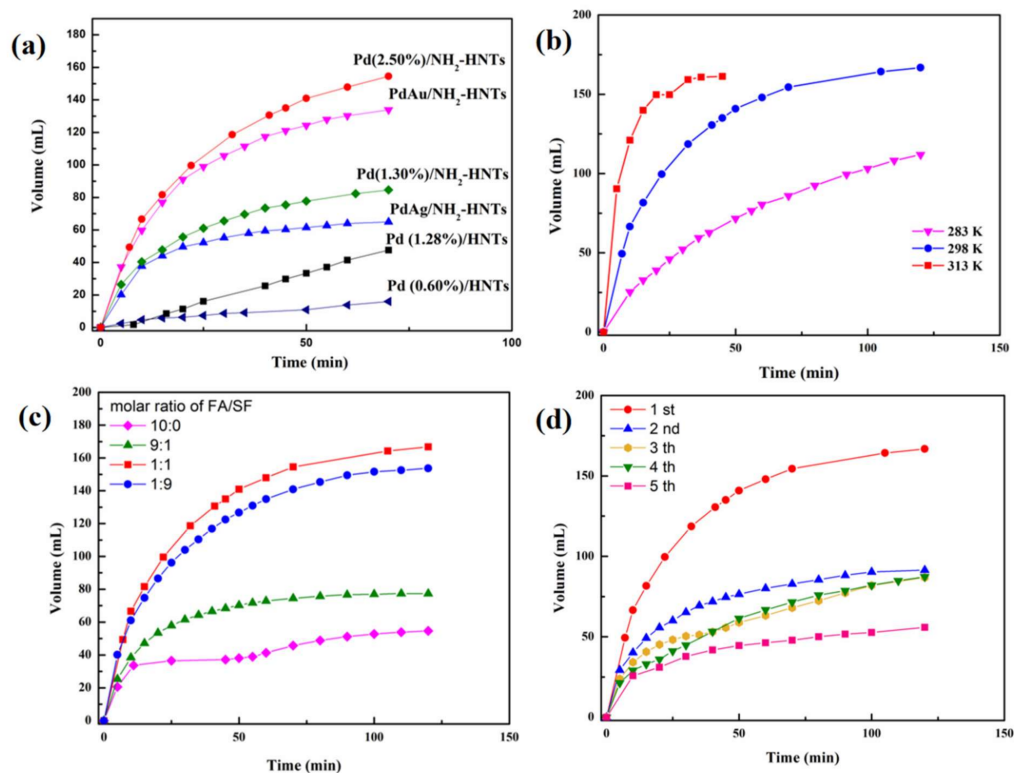 (a)
Pd(2.50%)/NH2-HNTs
PdAu/NH2-HNTs
Pd(1.30%)/NH2-HNTs
PdAg/NH2-HNTs
Pd (1.28%)/HNTs
Pd (0.60%)/HNTs
Volume (mL)
180
160
140
120
100
80
60
40
20
0
0
50
100
Time (min)
(b)
Volume (mL)
200
150
100
50
0
283 K
298 K
313 K
0
50
100
150
Time (min)
(c)
molar ratio of FA/SF
10:0
9:1
1:1
1:9
Volume (mL)
200
180
160
140
120
100
80
60
40
20
0
0
50
100
150
Time (min)
(d)
1 st
2 nd
3 th
4 th
5 th
Volume (mL)
200
150
100
50
0
0
50
100
150
Time (min)